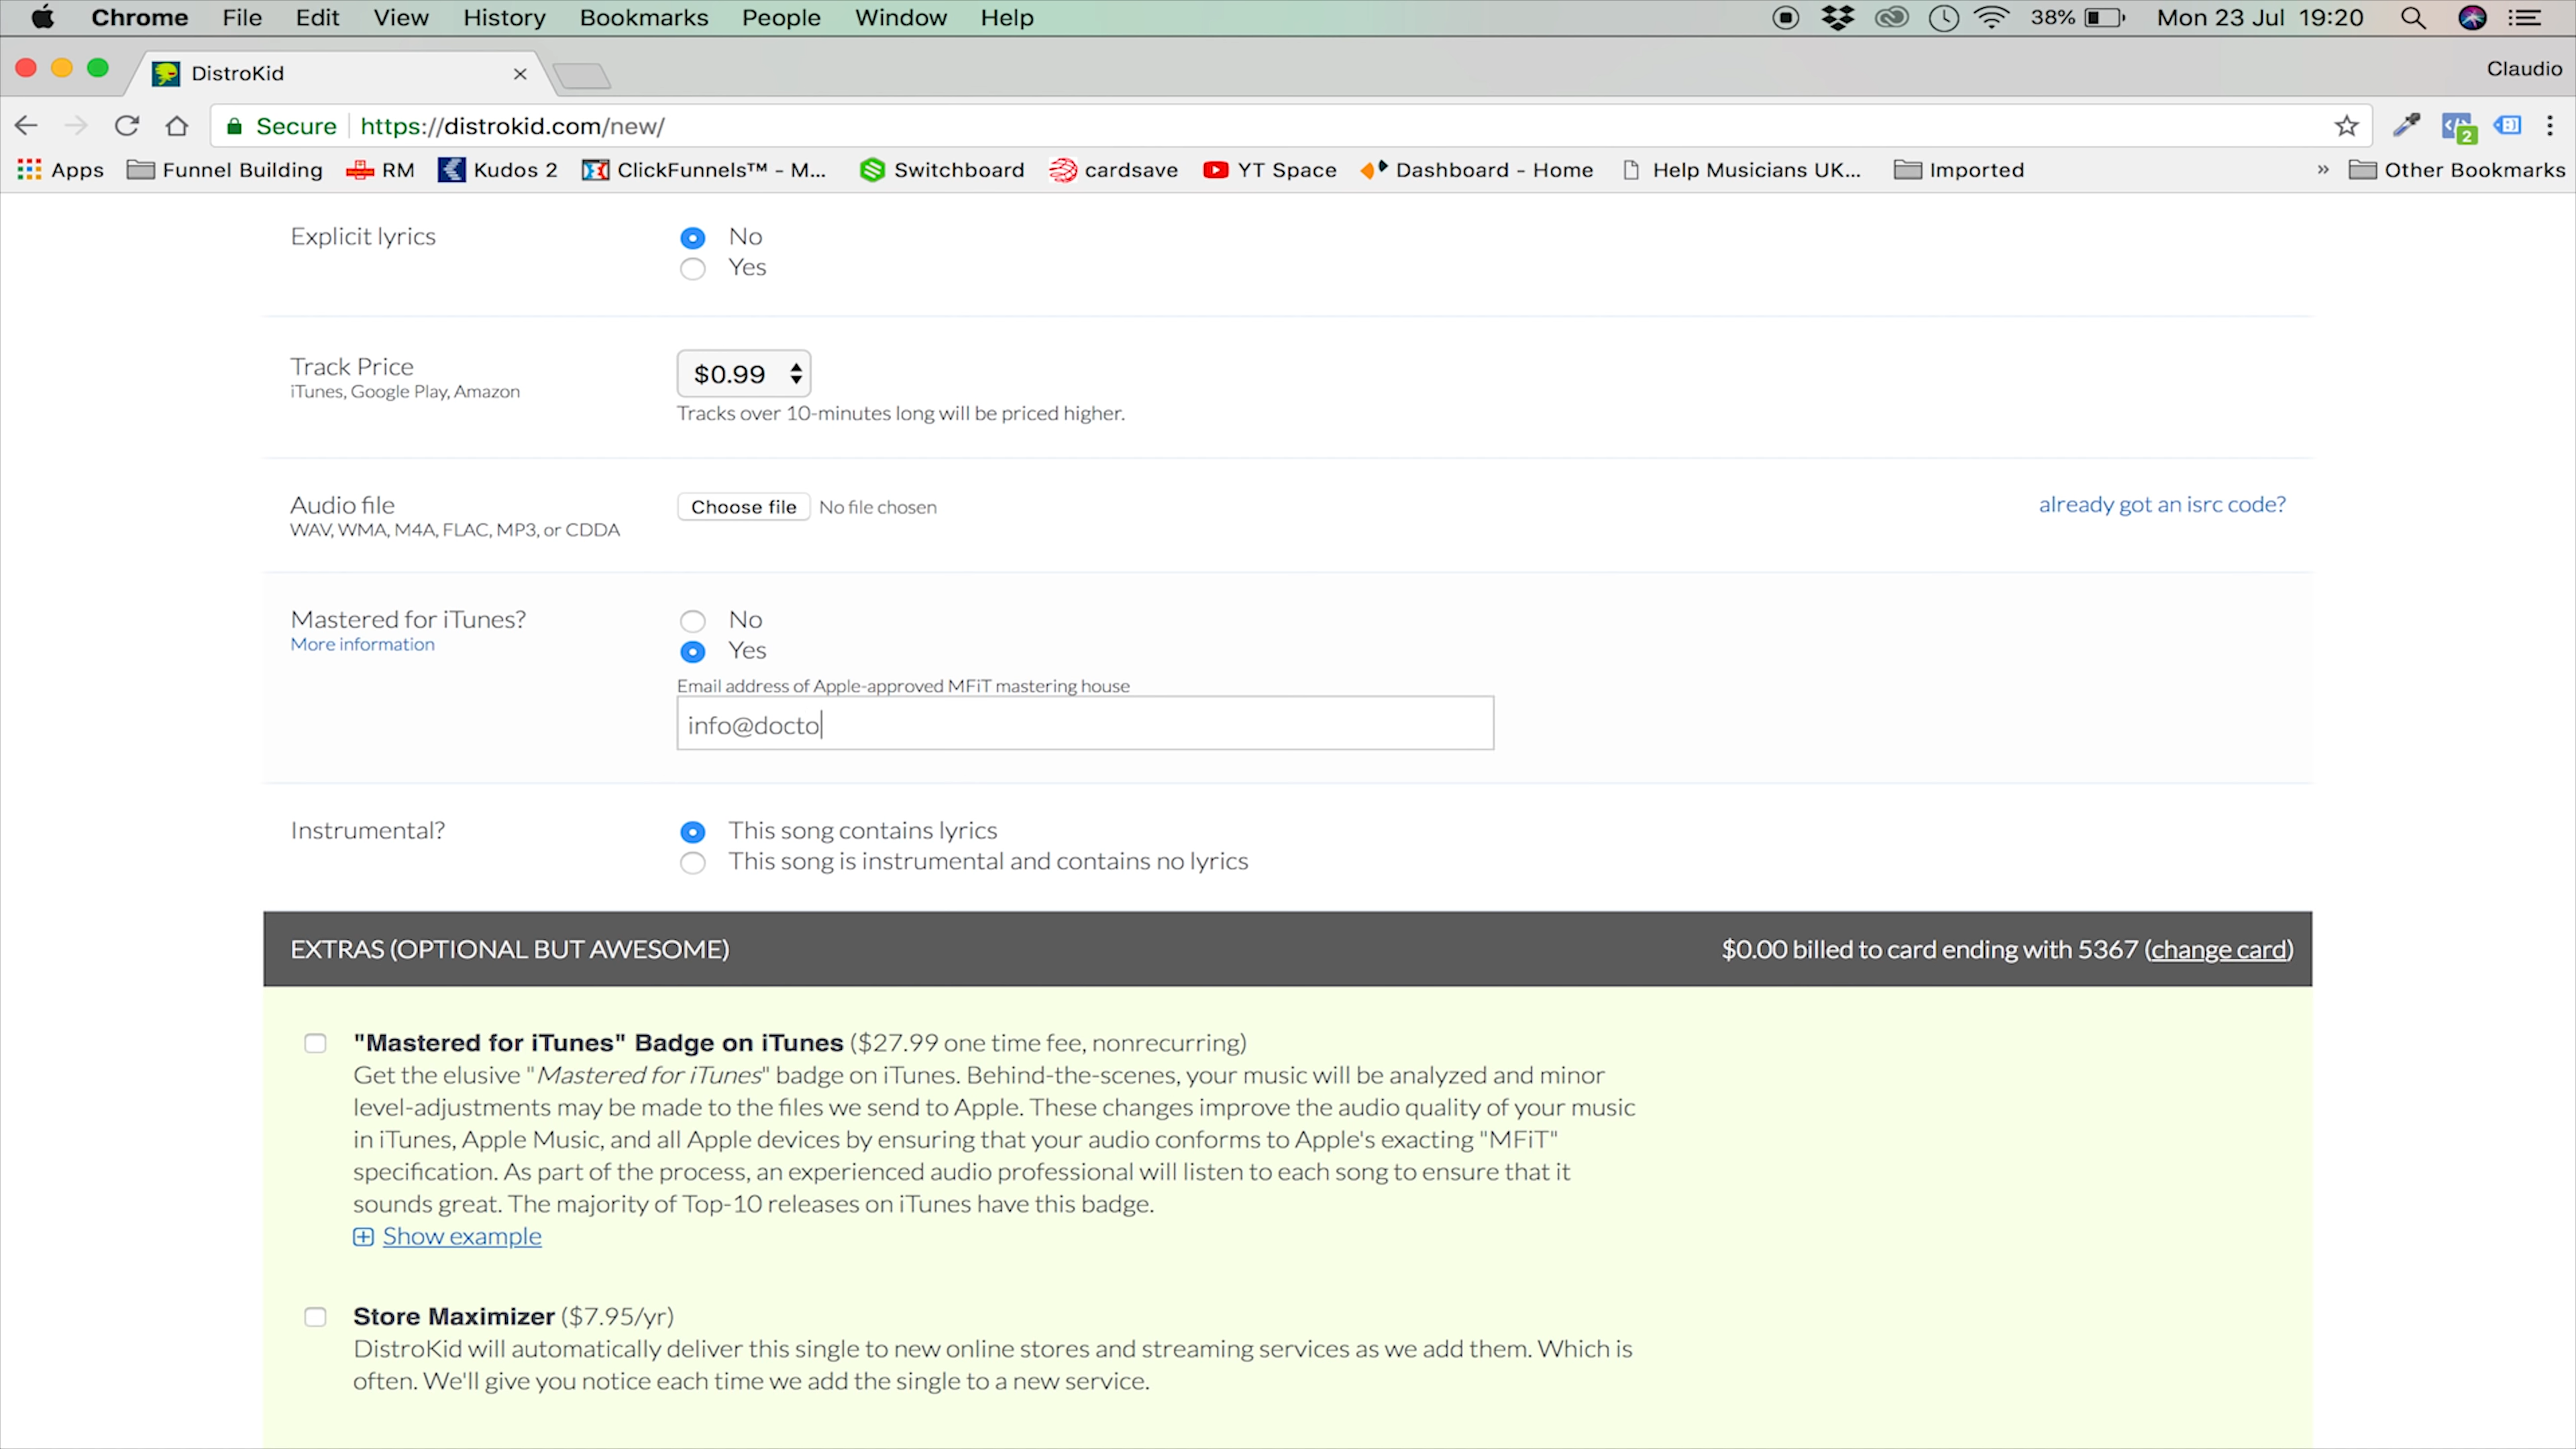 Chrome File Edit View History Bookmarks People Window Help 38% Mon 23 Jul 19:20
DistroKid Claudio
Secure https://distrokid.com/new/ 2
Apps Funnel Building RM Kudos 2 ClickFunnels™ - M... Switchboard cardsave YT Space Dashboard - Home Help Musicians UK... Imported » Other Bookmarks
Explicit lyrics
No
Yes
Track Price
iTunes, Google Play, Amazon
$0.99
Tracks over 10-minutes long will be priced higher.
Audio file
WAV, WMA, M4A, FLAC, MP3, or CDDA
Choose file No file chosen
already got an isrc code?
Mastered for iTunes?
More information
No
Yes
Email address of Apple-approved MFiT mastering house
info@docto
Instrumental?
This song contains lyrics
This song is instrumental and contains no lyrics
EXTRAS (OPTIONAL BUT AWESOME) $0.00 billed to card ending with 5367 (change card)
"Mastered for iTunes" Badge on iTunes ($27.99 one time fee, nonrecurring)
Get the elusive "Mastered for iTunes" badge on iTunes. Behind-the-scenes, your music will be analyzed and minor
level-adjustments may be made to the files we send to Apple. These changes improve the audio quality of your music
in iTunes, Apple Music, and all Apple devices by ensuring that your audio conforms to Apple's exacting "MFiT"
specification. As part of the process, an experienced audio professional will listen to each song to ensure that it
sounds great. The majority of Top-10 releases on iTunes have this badge.
Show example
Store Maximizer ($7.95/yr)
DistroKid will automatically deliver this single to new online stores and streaming services as we add them. Which is
often. We'll give you notice each time we add the single to a new service.